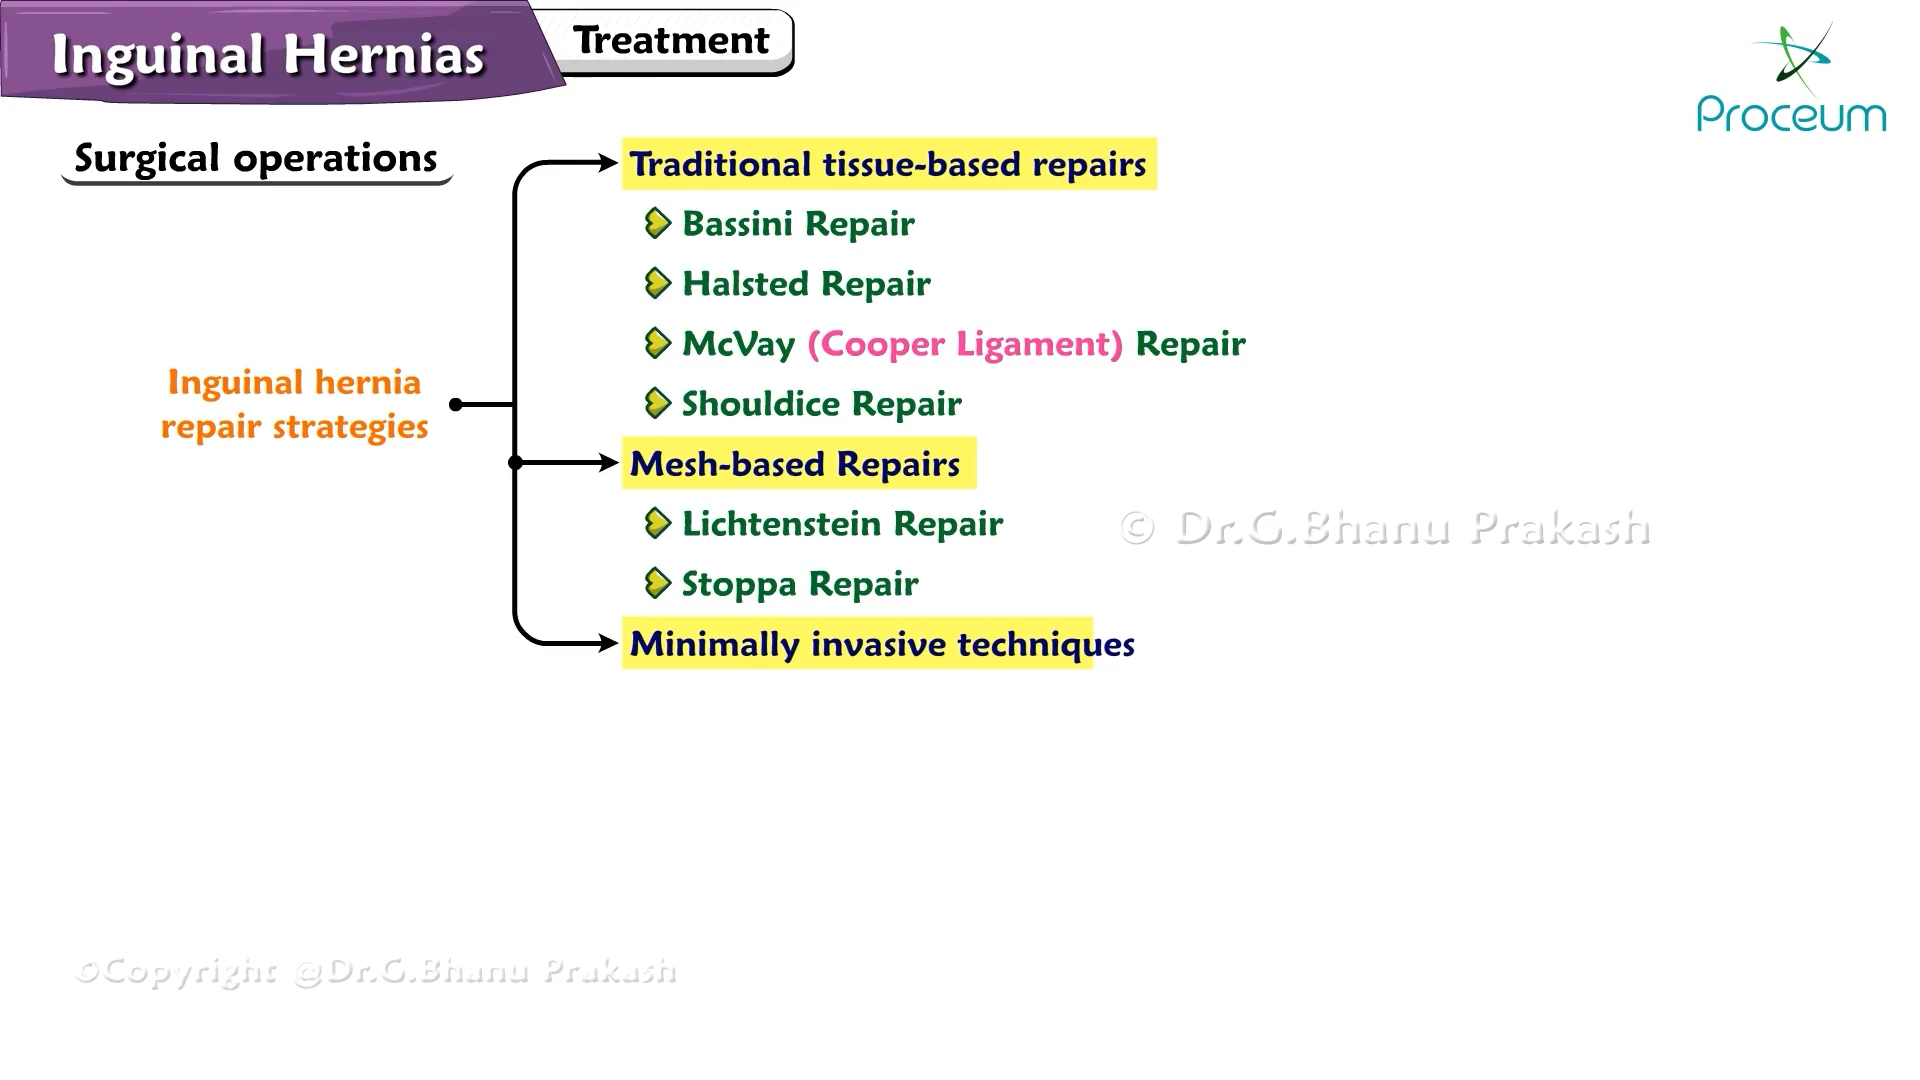 Inguinal Hernias
Treatment
Proceum
Surgical operations
Traditional tissue-based repairs
Bassini Repair
Halsted Repair
McVay (Cooper Ligament) Repair
Shouldice Repair
Inguinal hernia
repair strategies
Mesh-based Repairs
Lichtenstein Repair
Stoppa Repair
Minimally invasive techniques
© Dr.G.Bhanu Prakash
©Copyright @Dr.G.Bhanu Prakash